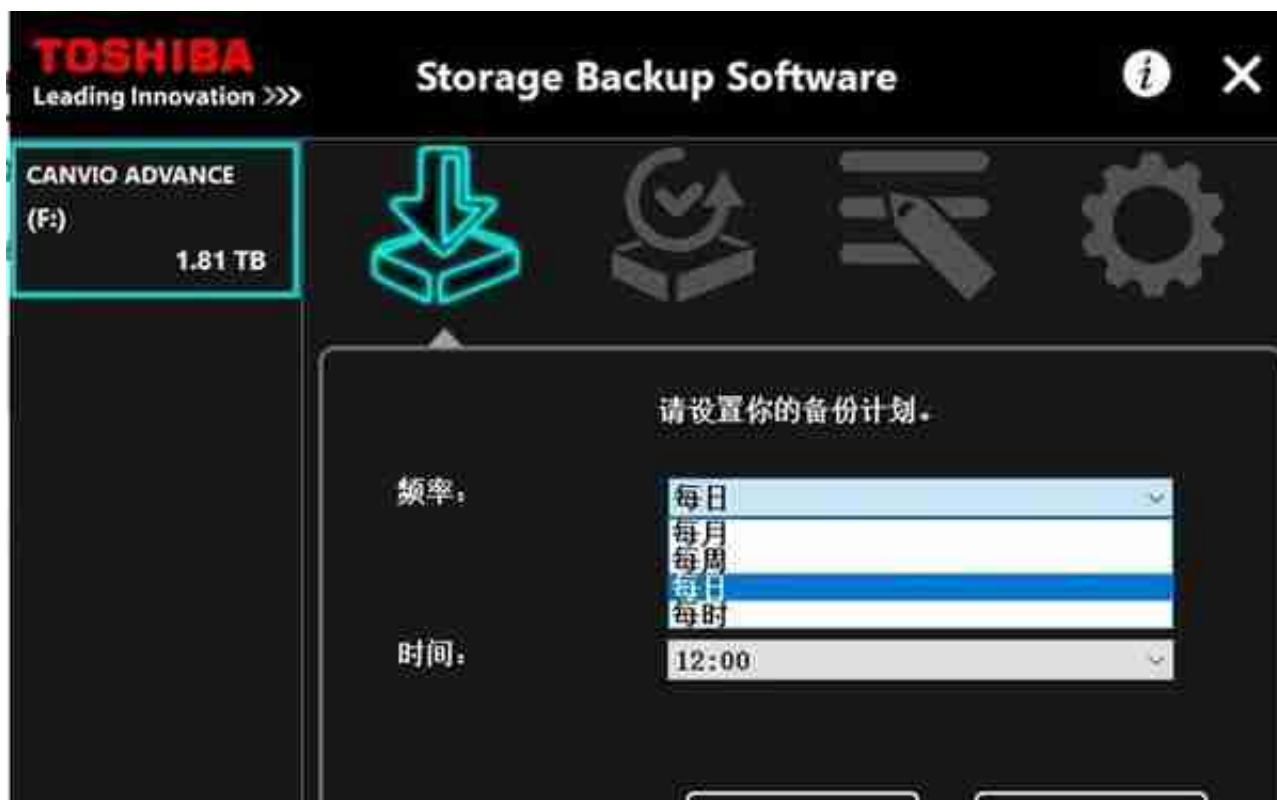 TOSHIBA
Leading Innovation >>>
Storage Backup Software
i
CANVIO ADVANCE
(F:)
1.81 TB
请设置你的备份计划。
频率：
每日
每月
每周
每日
每时
时间：
12:00